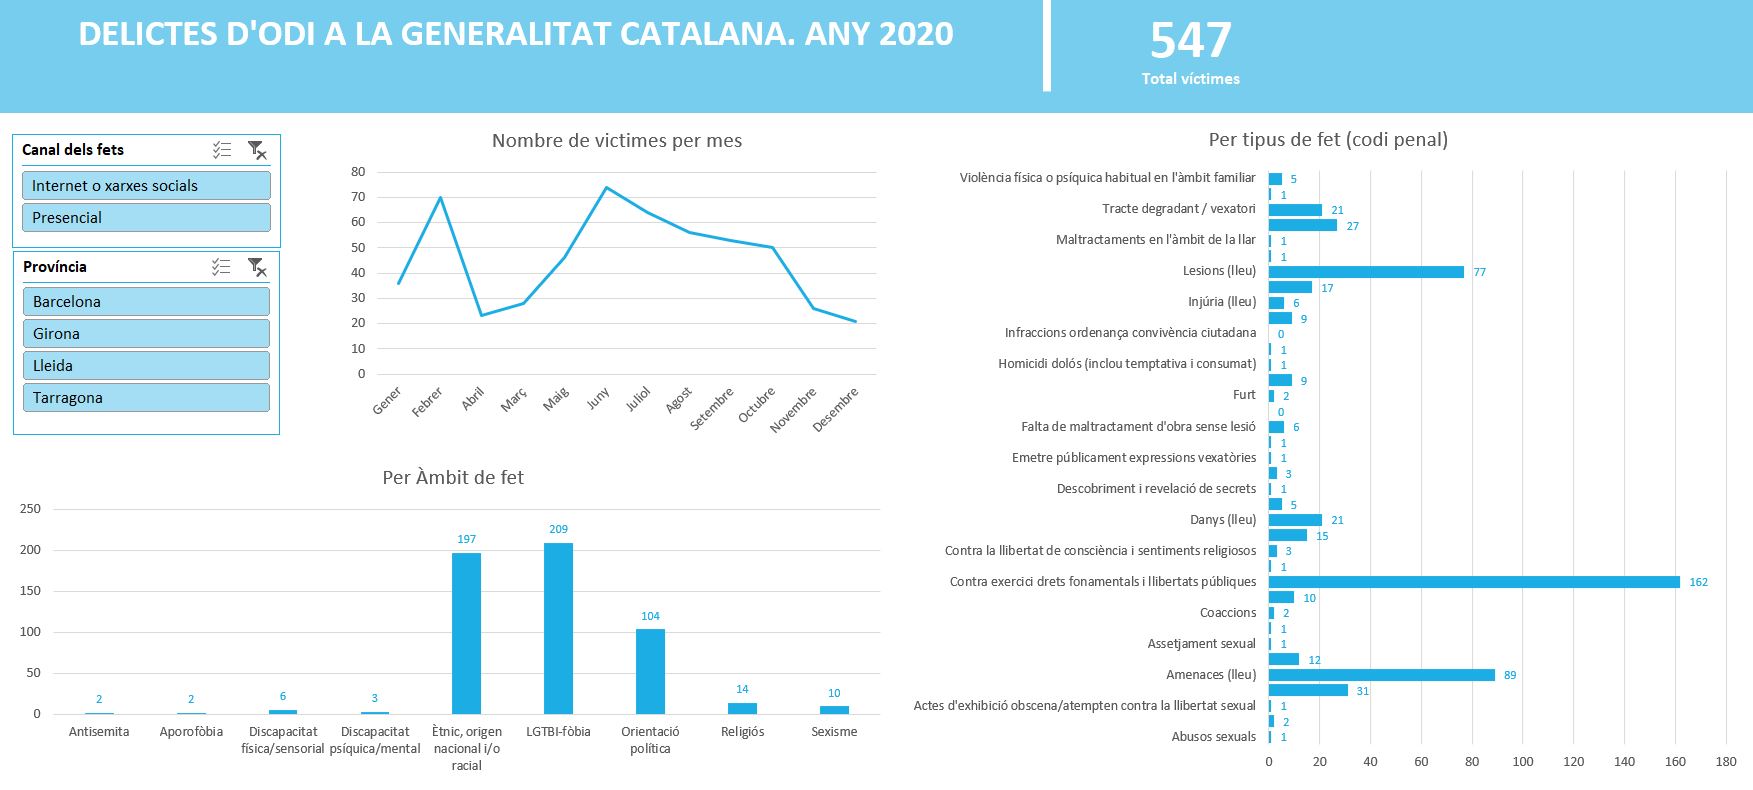 DELICTES D'ODI A LA GENERALITAT CATALANA. ANY 2020
547
Total víctimes
Canal dels fets
Internet o xarxes socials
Presencial
Província
Barcelona
Girona
Lleida
Tarragona
Nombre de victimes per mes
80
70
60
50
40
30
20
10
0
Gener
Febrer
Abril
Març
Maig
Juny
Juliol
Agost
Setembre
Octubre
Novembre
Desembre
Per Àmbit de fet
250
200
150
100
50
0
2
2
6
3
197
209
104
14
10
Antisemita
Aporofòbia
Discapacitat
física/sensorial
Discapacitat
psíquica/mental
Ètnic, origen
nacional i/o
racial
LGTBI-fòbia
Orientació
política
Religiós
Sexisme
Per tipus de fet (codi penal)
Violència física o psíquica habitual en l'àmbit familiar 5
1
Tracte degradant / vexatori 21
27
Maltractaments en l'àmbit de la llar 1
1
Lesions (lleu) 77
17
Injúria (lleu) 6
9
Infraccions ordenança convivència ciutadana 0
1
Homicidi dolós (inclou temptativa i consumat) 1
9
Furt 2
0
Falta de maltractament d'obra sense lesió 6
1
Emetre públicament expressions vexatòries 1
3
Descobriment i revelació de secrets 1
5
Danys (lleu) 21
15
Contra la llibertat de consciència i sentiments religiosos 3
1
Contra exercici drets fonamentals i llibertats públiques 162
10
Coaccions 2
1
Assetjament sexual 1
12
Amenaces (lleu) 89
31
Actes d'exhibició obscena/atempten contra la llibertat sexual 1
2
Abusos sexuals 1
0 20 40 60 80 100 120 140 160 180